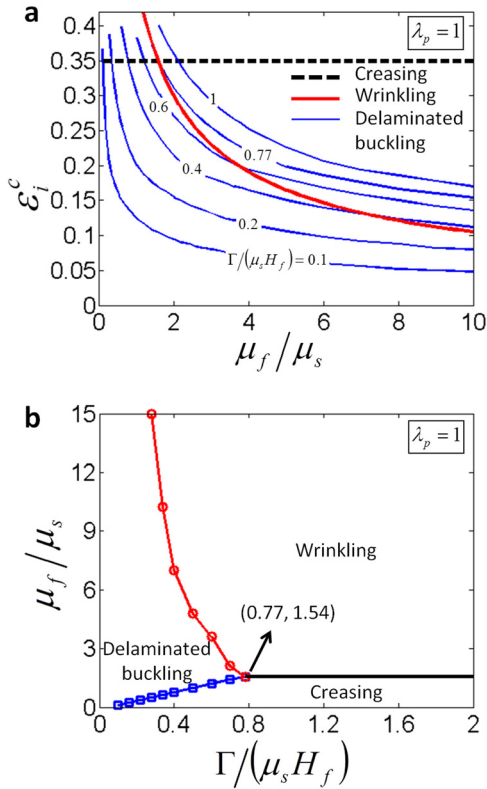 a
λp = 1
0.4
0.35
0.3
0.25
0.2
0.15
0.1
0.05
0
εic
Creasing
Wrinkling
Delaminated
buckling
1
0.77
0.6
0.4
0.2
Γ/(μsHf) = 0.1
0 2 4 6 8 10
μf/μs
b
λp = 1
15
12
9
6
3
0
μf/μs
Wrinkling
(0.77, 1.54)
Delaminated
buckling
Creasing
0 0.4 0.8 1.2 1.6 2
Γ/(μsHf)